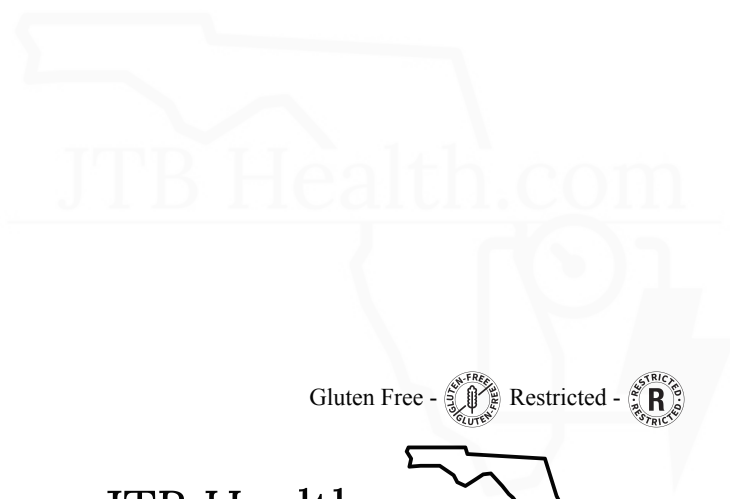 JTB Health.com
Gluten Free - GLUTEN-FREE GLUTEN-FREE Restricted - RESTRICTED R RESTRICTED
JTB Health